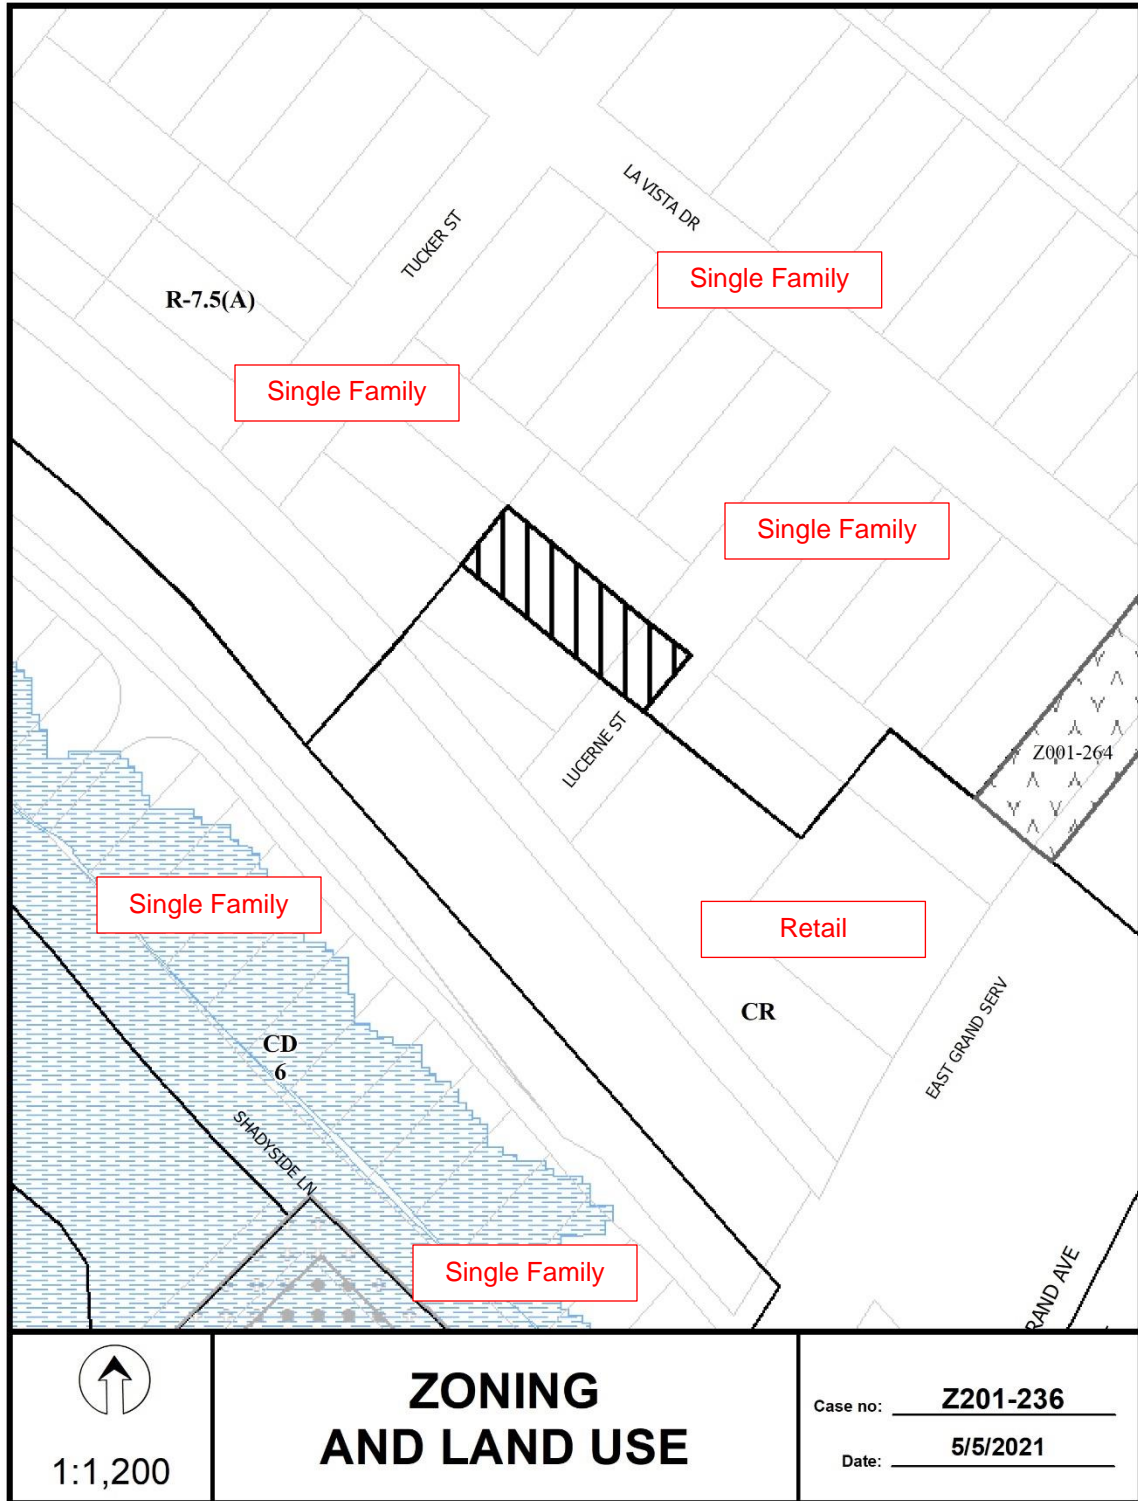 LA VISTA DR
TUCKER ST
Single Family
R-7.5(A)
Single Family
Single Family
LUCERNE ST
Z001-264
Single Family
Retail
CR
EAST GRAND SERV
CD
6
SHADYSIDE LN
Single Family
RAND AVE
1:1,200
ZONING
AND LAND USE
Case no: Z201-236
Date: 5/5/2021